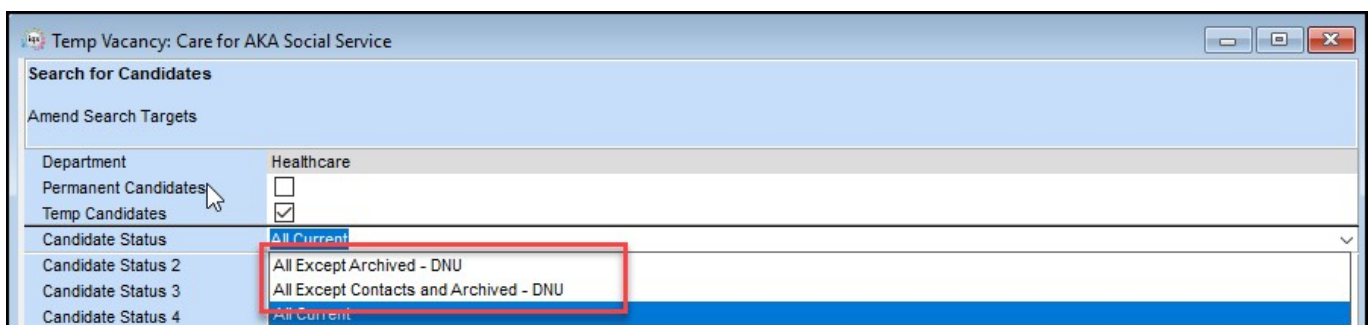 Temp Vacancy: Care for AKA Social Service
Search for Candidates
Amend Search Targets
Department Healthcare
Permanent Candidates
Temp Candidates
Candidate Status All Current
Candidate Status 2 All Except Archived - DNU
Candidate Status 3 All Except Contacts and Archived - DNU
Candidate Status 4 All Current